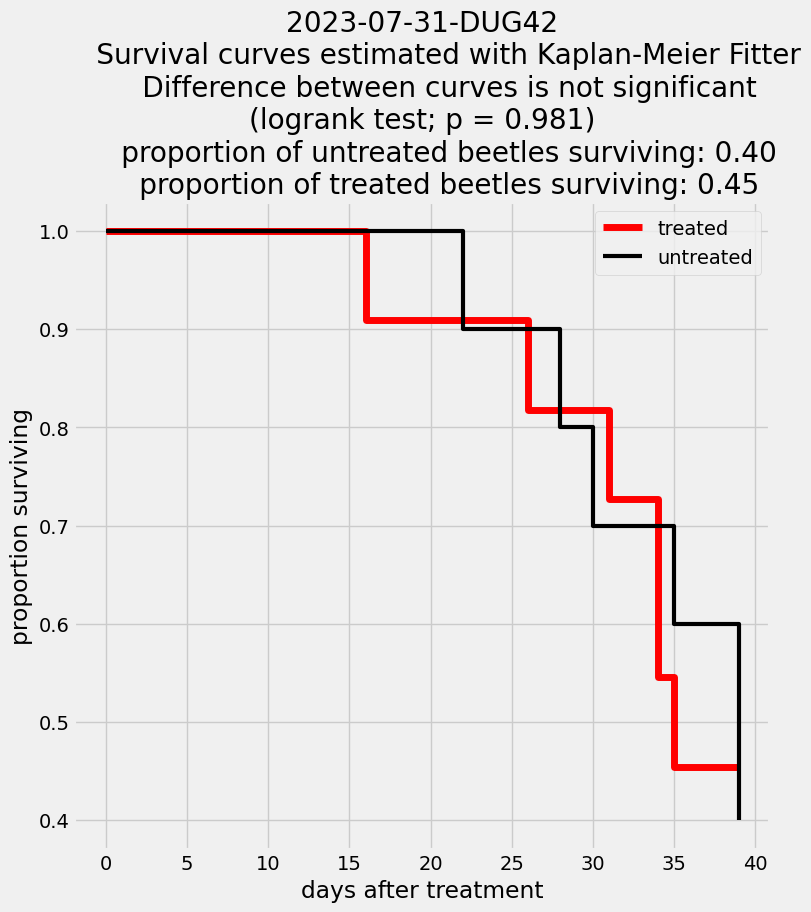 2023-07-31-DUG42
Survival curves estimated with Kaplan-Meier Fitter
Difference between curves is not significant
(logrank test; p = 0.981)
proportion of untreated beetles surviving: 0.40
proportion of treated beetles surviving: 0.45
treated
untreated
1.0
0.9
0.8
0.7
0.6
0.5
0.4
proportion surviving
0 5 10 15 20 25 30 35 40
days after treatment